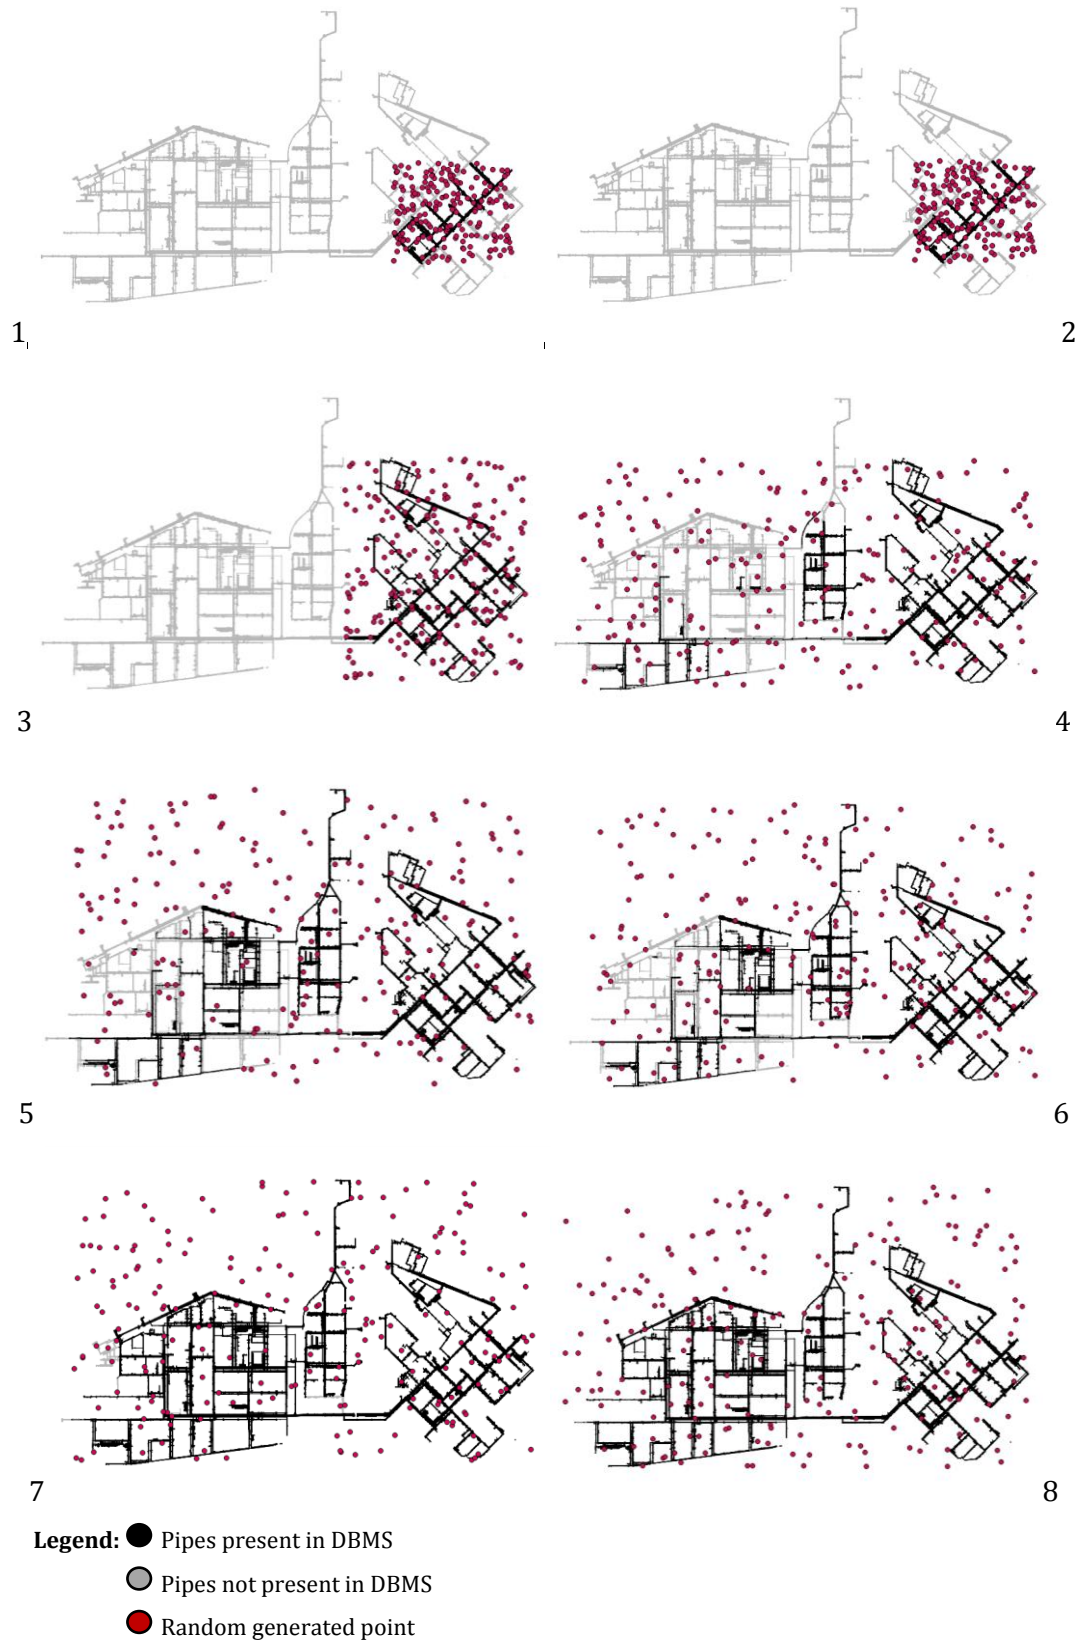 1
2
3
4
5
6
7
8
Legend:
Pipes present in DBMS
Pipes not present in DBMS
Random generated point